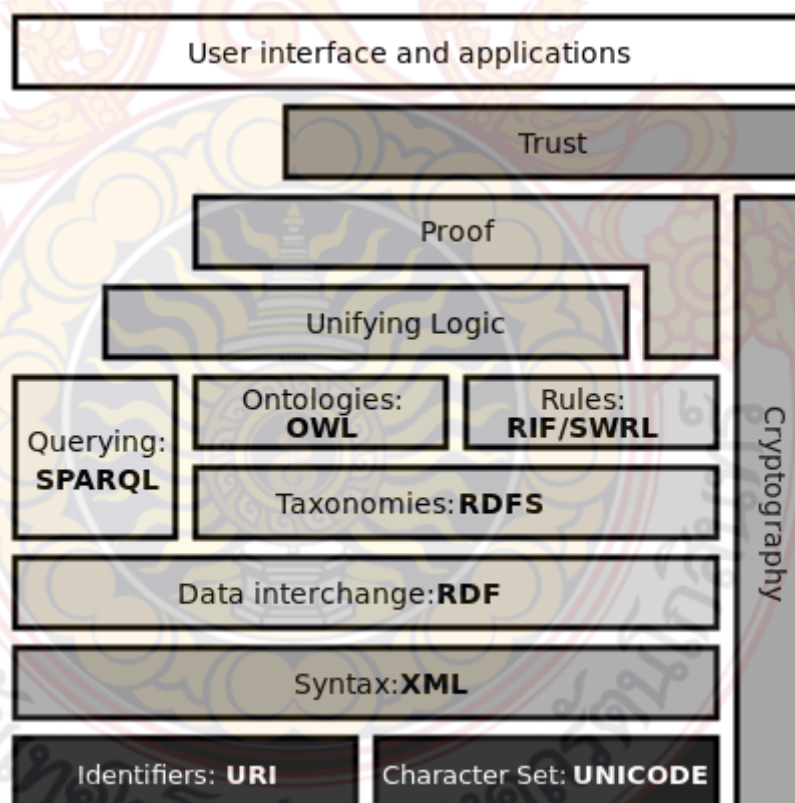 User interface and applications
Trust
Proof
Unifying Logic
Ontologies:
OWL
Rules:
RIF/SWRL
Querying:
SPARQL
Taxonomies: RDFS
Data interchange: RDF
Syntax: XML
Identifiers: URI
Character Set: UNICODE
Cryptography